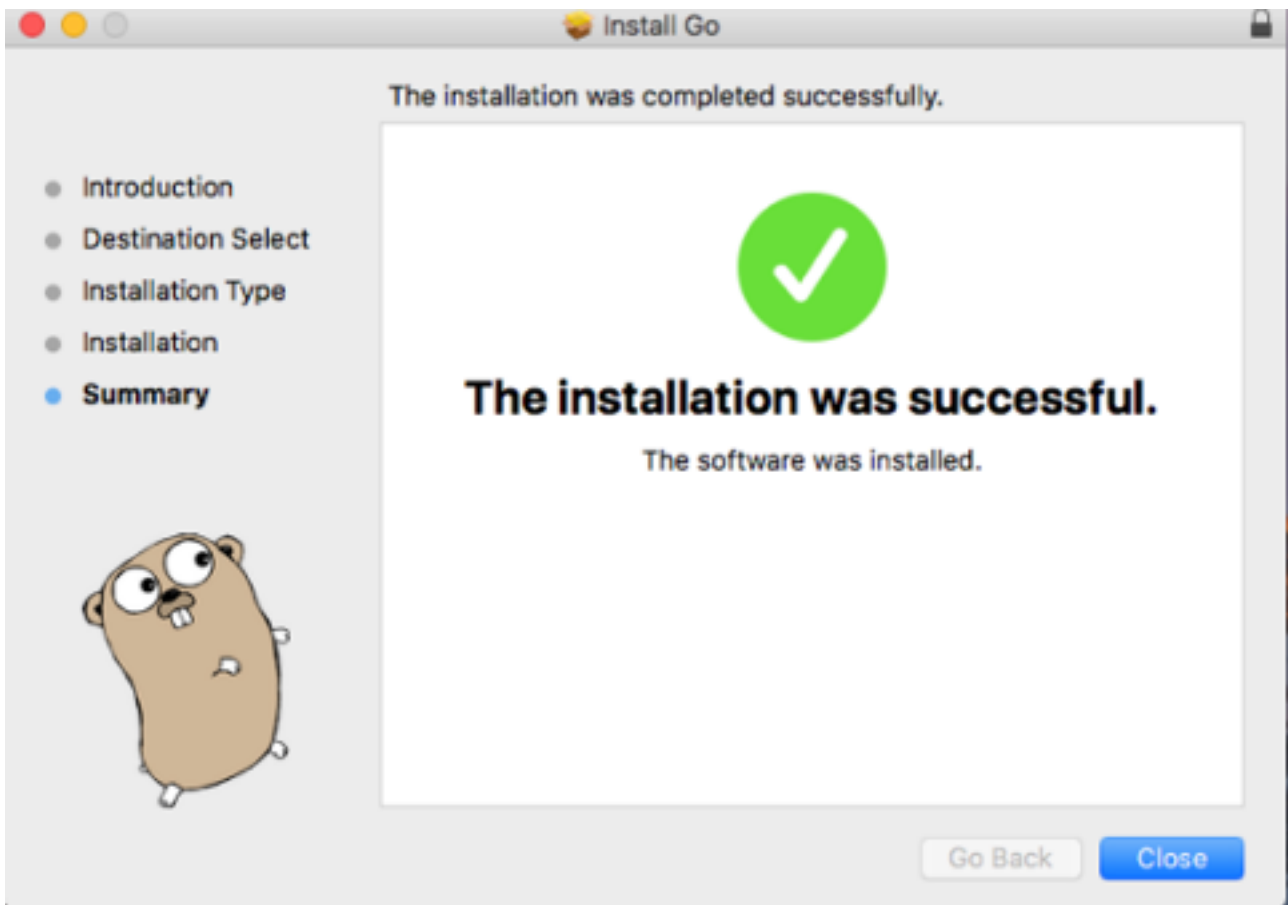 Install Go
The installation was completed successfully.
Introduction
Destination Select
Installation Type
Installation
Summary
The installation was successful.
The software was installed.
Go Back
Close